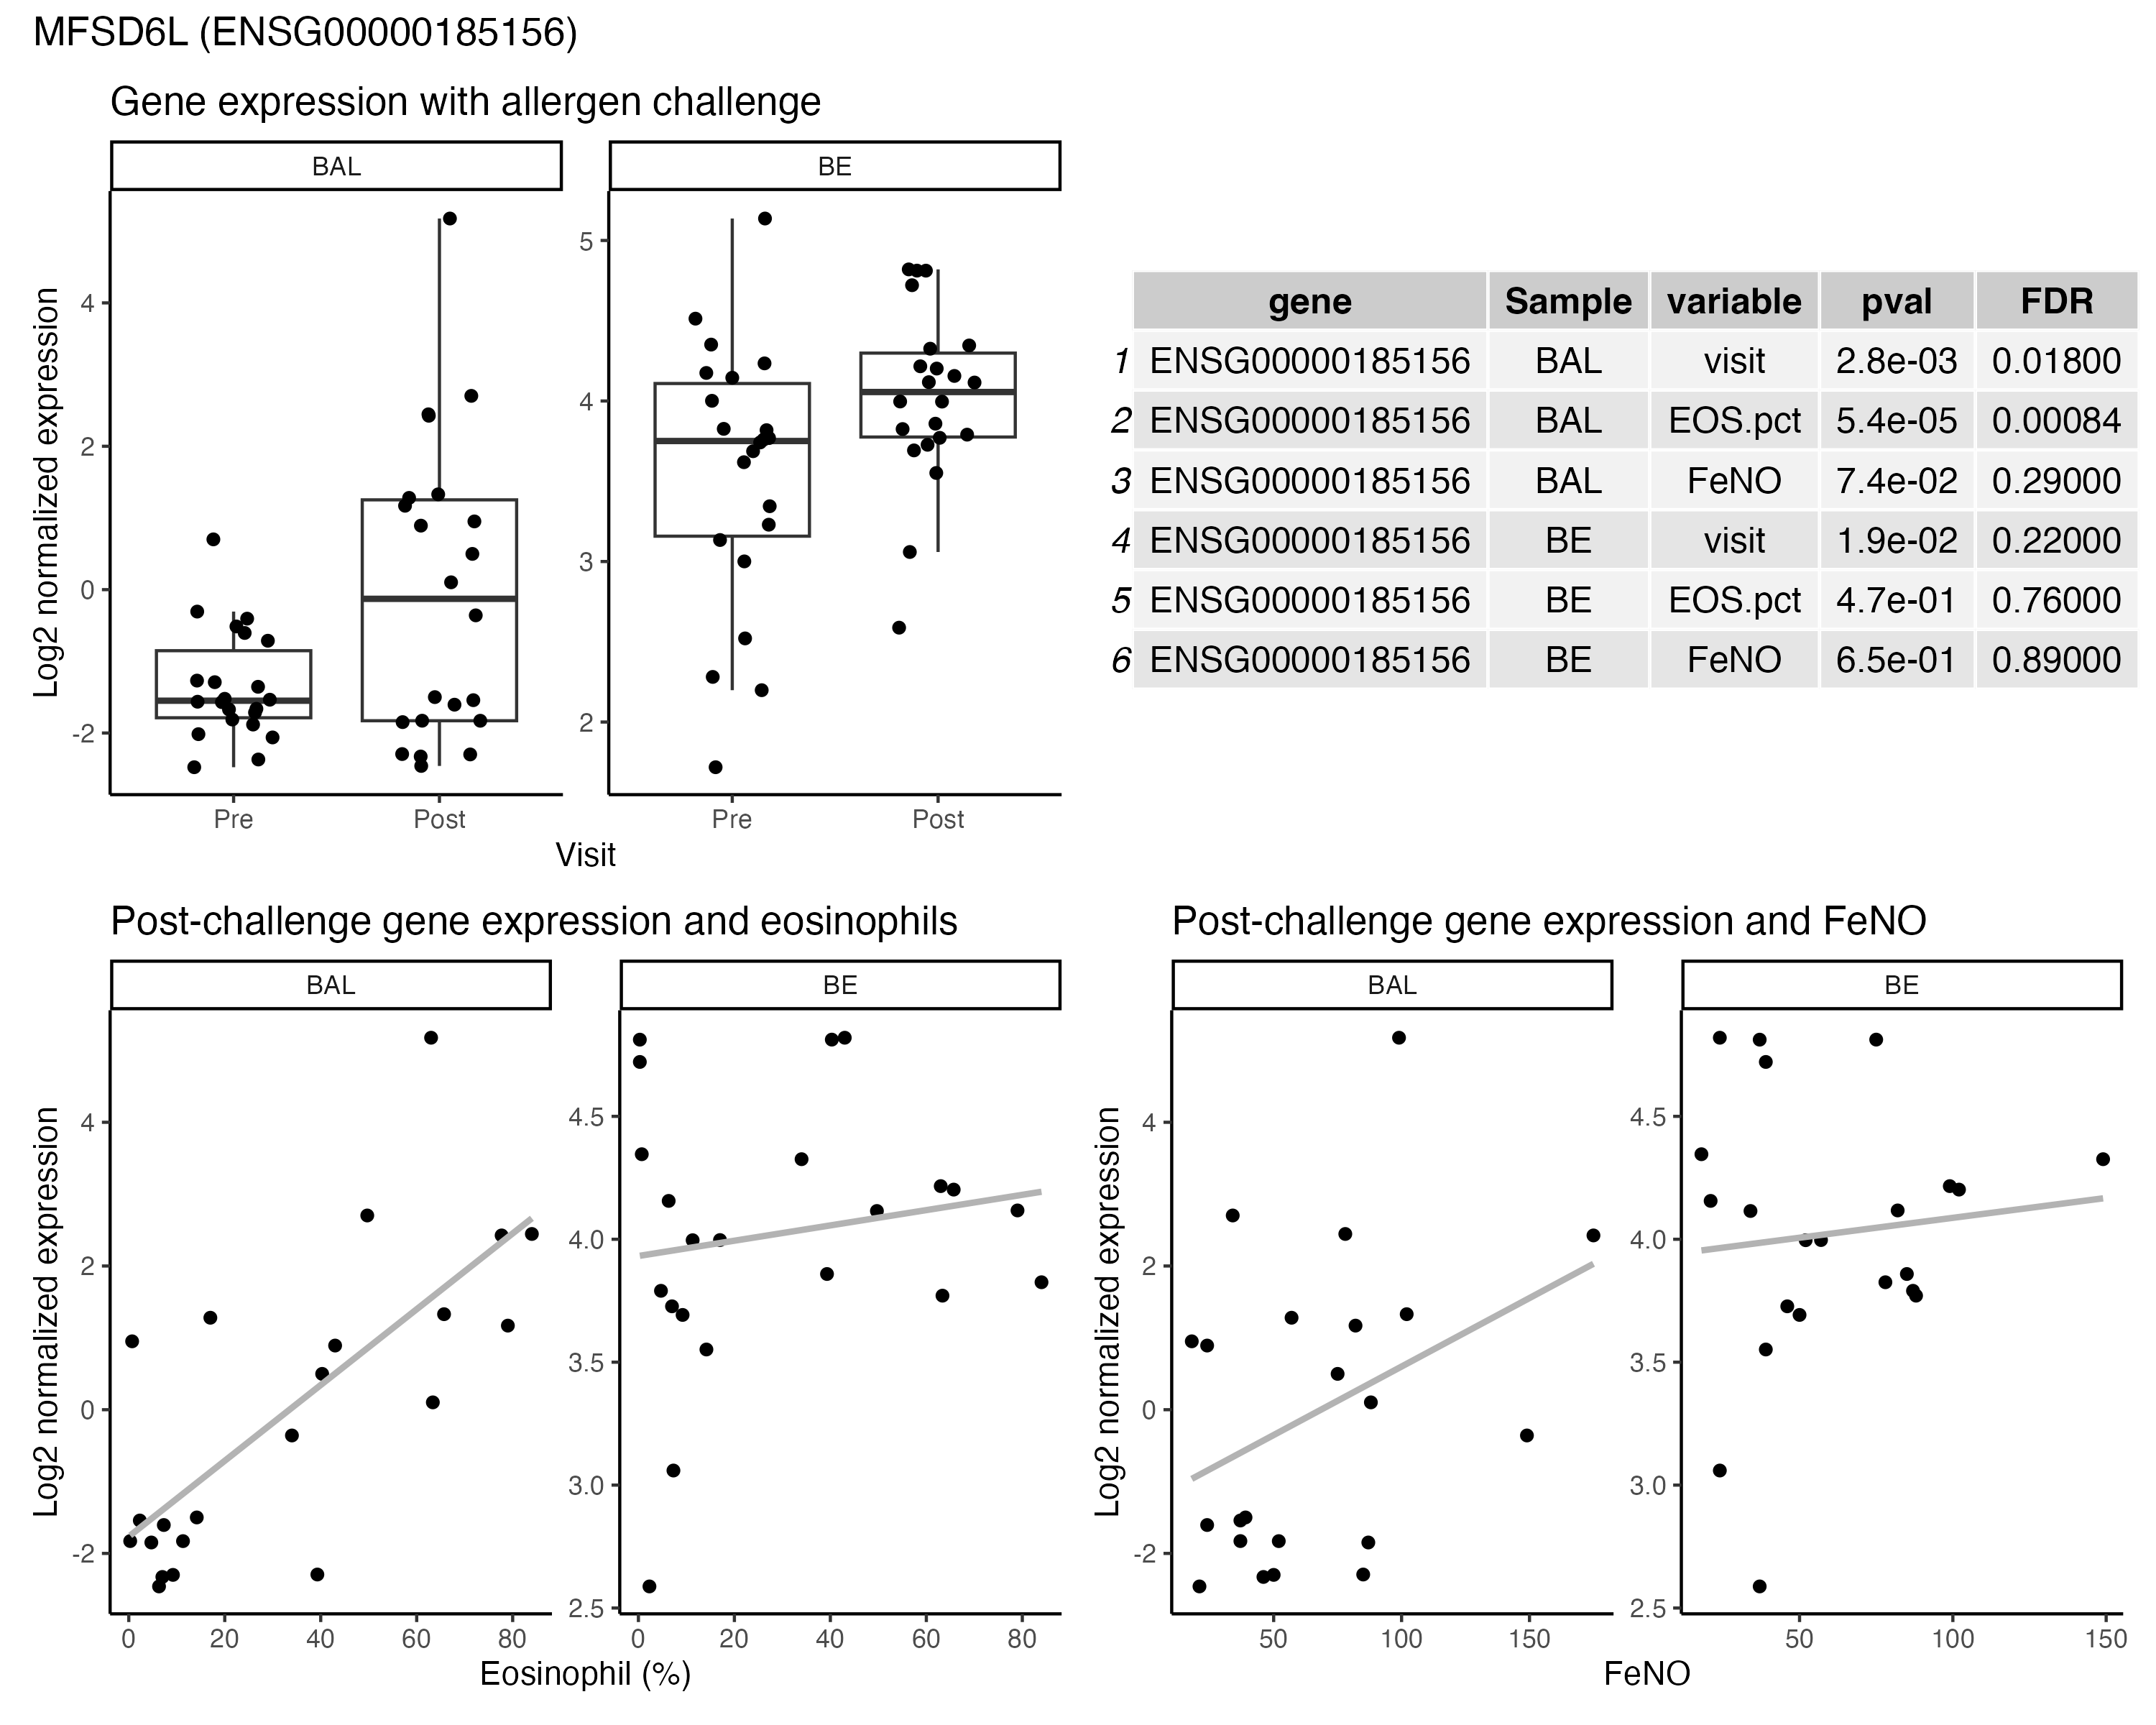 MFSD6L (ENSG00000185156)
Gene expression with allergen challenge
BAL
BE
Log2 normalized expression
4
2
0
-2
5
4
3
2
Pre
Post
Pre
Post
Visit
gene Sample variable pval FDR
1 ENSG00000185156 BAL visit 2.8e-03 0.01800
2 ENSG00000185156 BAL EOS.pct 5.4e-05 0.00084
3 ENSG00000185156 BAL FeNO 7.4e-02 0.29000
4 ENSG00000185156 BE visit 1.9e-02 0.22000
5 ENSG00000185156 BE EOS.pct 4.7e-01 0.76000
6 ENSG00000185156 BE FeNO 6.5e-01 0.89000
Post-challenge gene expression and eosinophils
BAL
BE
Log2 normalized expression
4
2
0
-2
4.5
4.0
3.5
3.0
2.5
0 20 40 60 80
0 20 40 60 80
Eosinophil (%)
Post-challenge gene expression and FeNO
BAL
BE
Log2 normalized expression
4
2
0
-2
4.5
4.0
3.5
3.0
2.5
50 100 150
50 100 150
FeNO